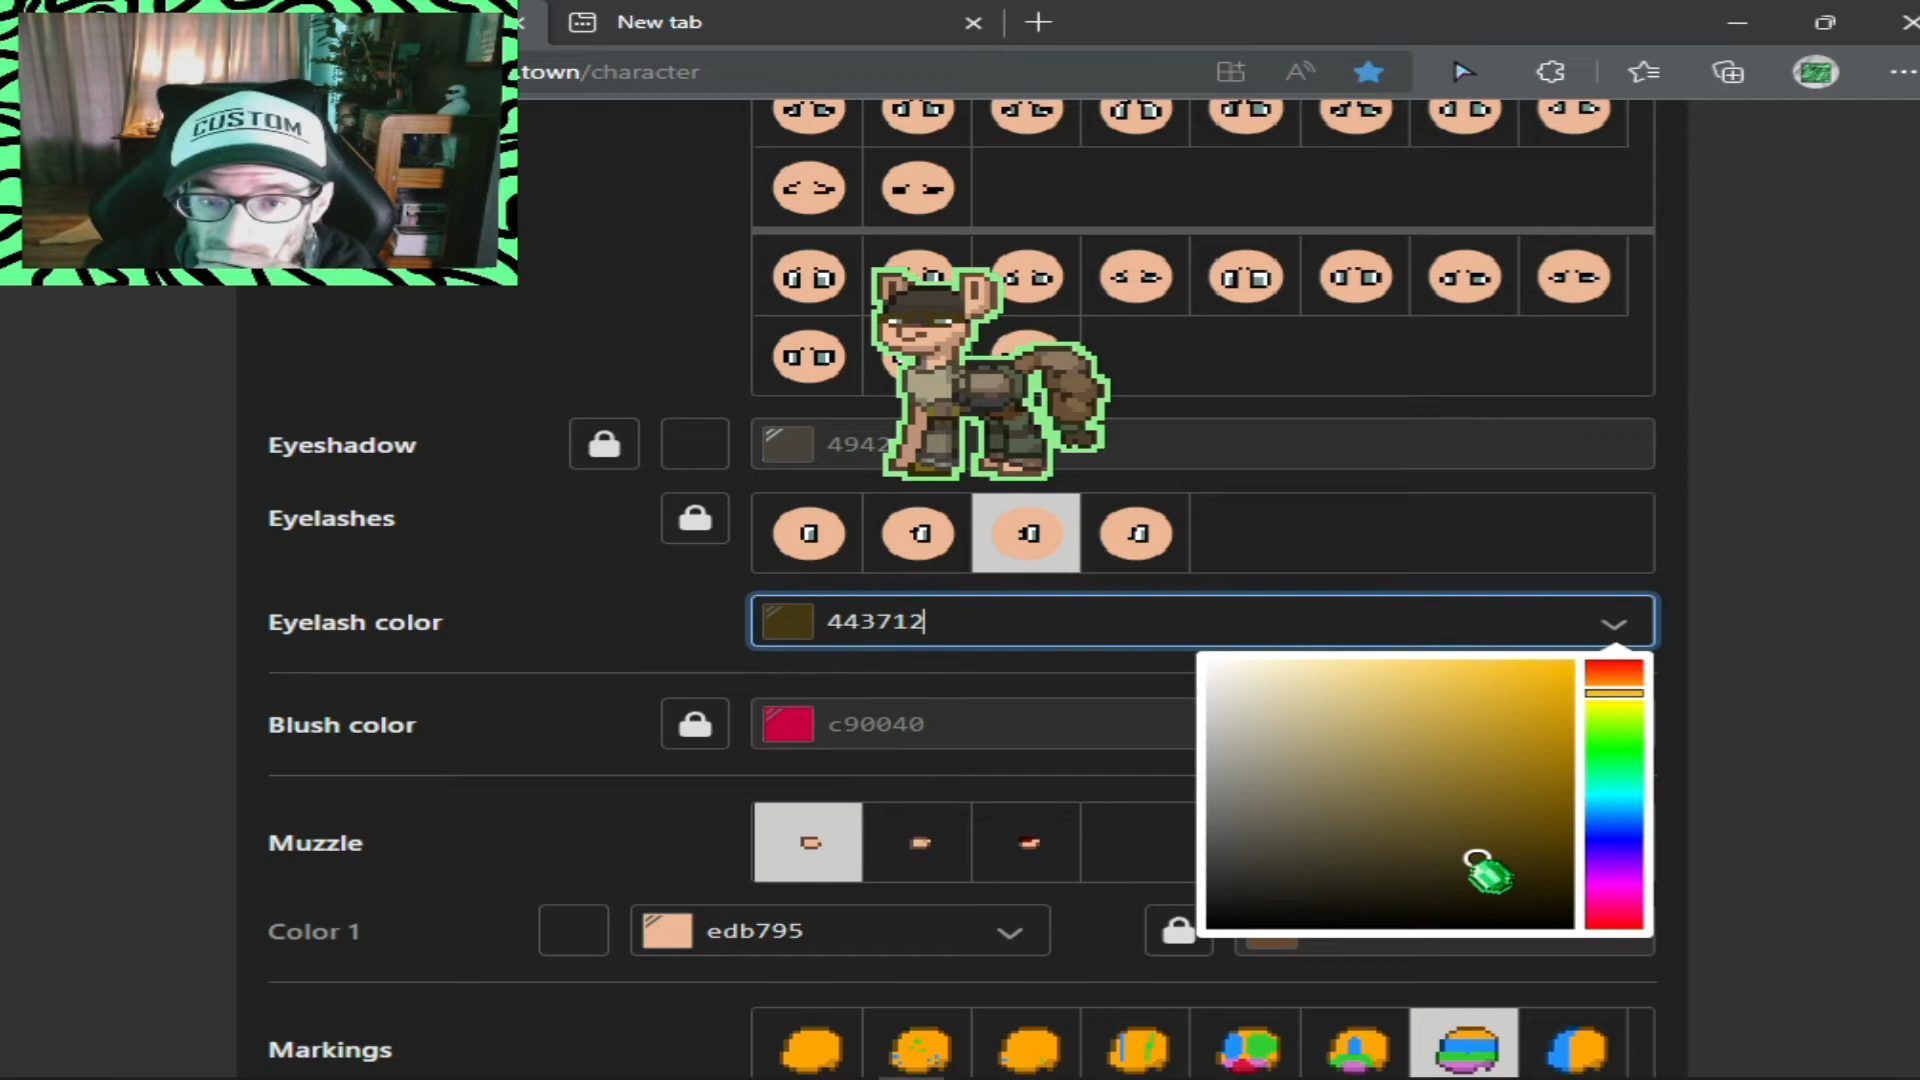 New tab
.town/character
CUSTOM
Eyeshadow
4942
Eyelashes
Eyelash color
443712
Blush color
c90040
Muzzle
Color 1
edb795
Markings